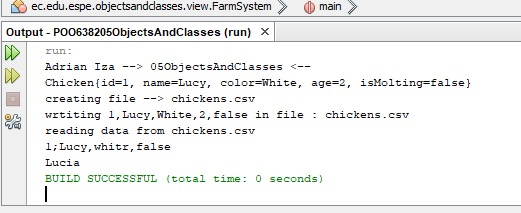 ec.edu.espe.objectsandclasses.view.FarmSystem main
Output - POO638205ObjectsAndClasses (run) ×
run:
Adrian Iza --> 05ObjectsAndClasses <--
Chicken{id=1, name=Lucy, color=White, age=2, isMolting=false}
creating file --> chickens.csv
wrtiting 1,Lucy,White,2,false in file : chickens.csv
reading data from chickens.csv
1;Lucy,whitr,false
Lucia
BUILD SUCCESSFUL (total time: 0 seconds)